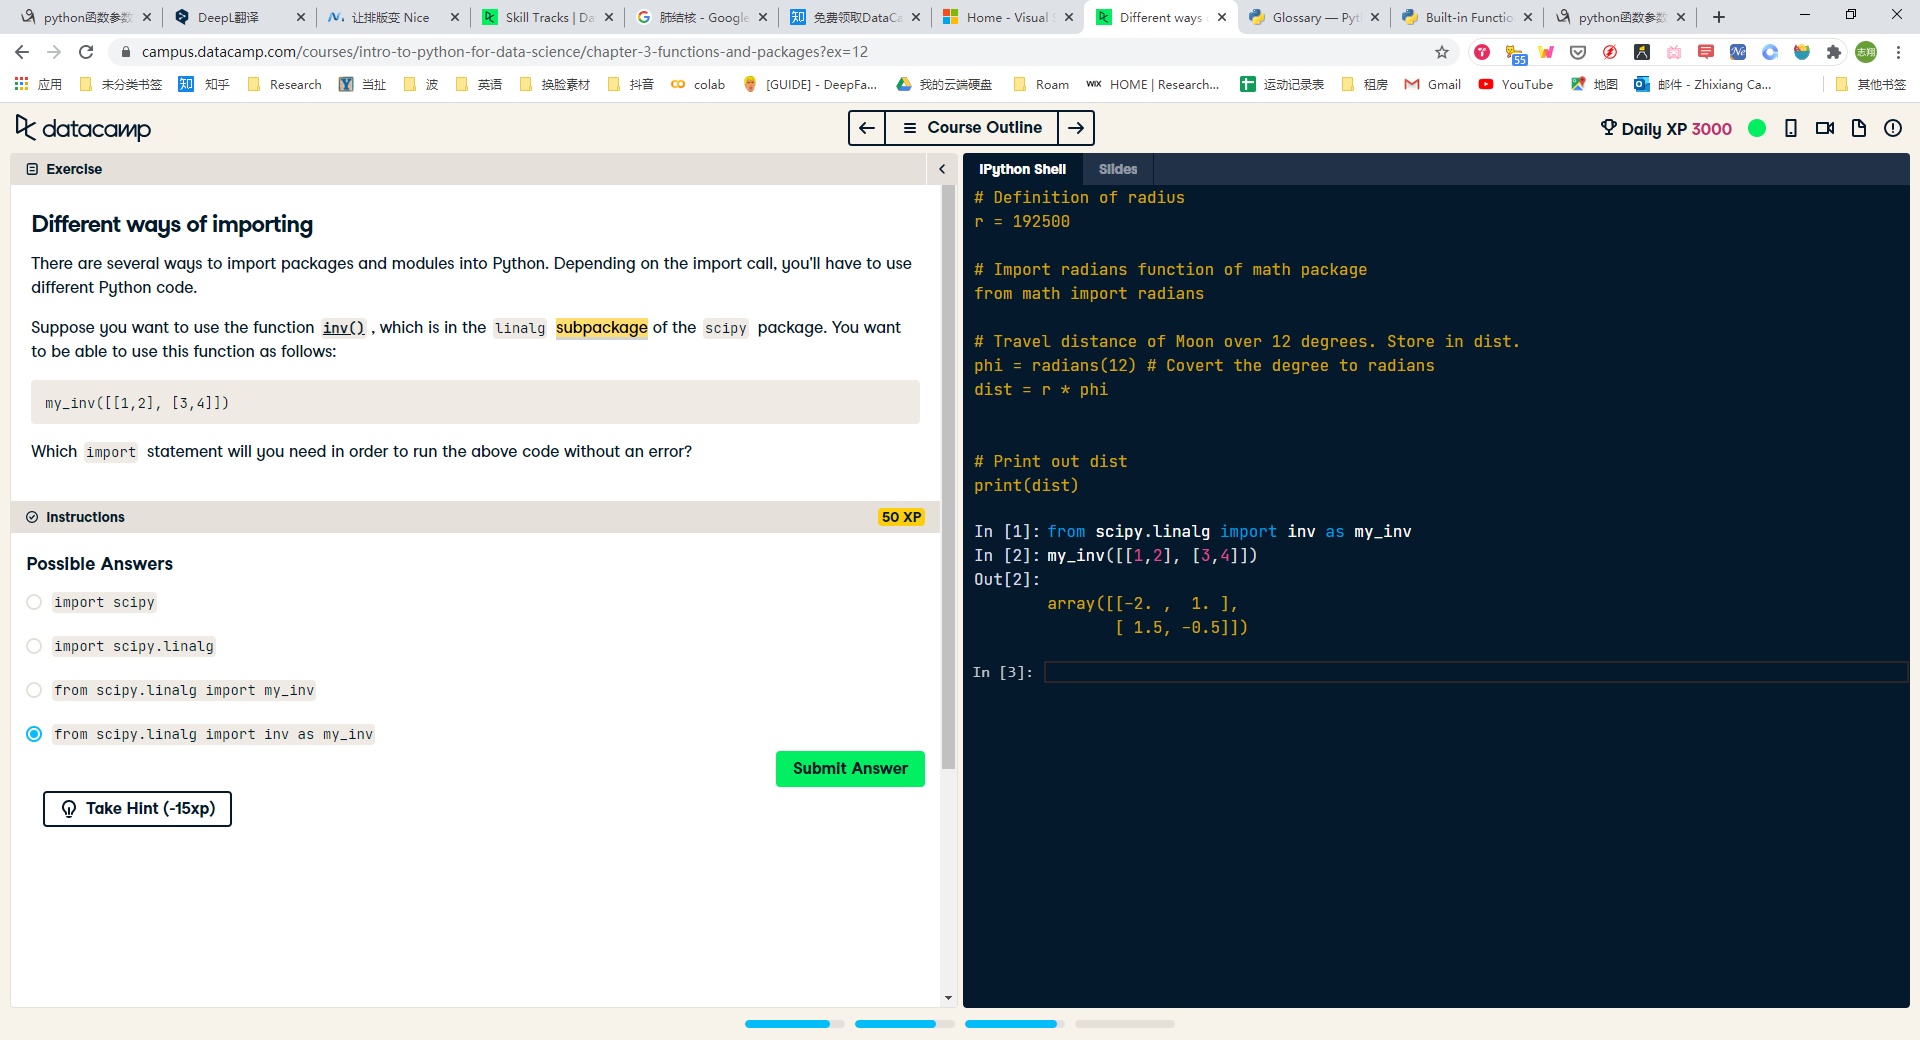 python函数参数
DeepL翻译
让排版变 Nice
Skill Tracks | Da
肺结核 - Google
免费领取DataCa
Home - Visual S
Different ways
Glossary — Pyt
Built-in Functio
python函数参数
campus.datacamp.com/courses/intro-to-python-for-data-science/chapter-3-functions-and-packages?ex=12
55
志翔
应用
未分类书签
知乎
Research
当扯
波
英语
换脸素材
抖音
colab
[GUIDE] - DeepFa...
我的云端硬盘
Roam
HOME | Research...
运动记录表
租房
Gmail
YouTube
地图
邮件 - Zhixiang Ca...
其他书签
datacamp
Course Outline
Daily XP 3000
Exercise
Different ways of importing
There are several ways to import packages and modules into Python. Depending on the import call, you'll have to use
different Python code.
Suppose you want to use the function inv() , which is in the linalg subpackage of the scipy package. You want
to be able to use this function as follows:
my_inv([[1,2], [3,4]])
Which import statement will you need in order to run the above code without an error?
Instructions
50 XP
Possible Answers
import scipy
import scipy.linalg
from scipy.linalg import my_inv
from scipy.linalg import inv as my_inv
Submit Answer
Take Hint (-15xp)
IPython Shell
Slides
# Definition of radius
r = 192500
# Import radians function of math package
from math import radians
# Travel distance of Moon over 12 degrees. Store in dist.
phi = radians(12) # Covert the degree to radians
dist = r * phi
# Print out dist
print(dist)
In [1]: from scipy.linalg import inv as my_inv
In [2]: my_inv([[1,2], [3,4]])
Out[2]:
array([[-2. ,  1. ],
[ 1.5, -0.5]])
In [3]: